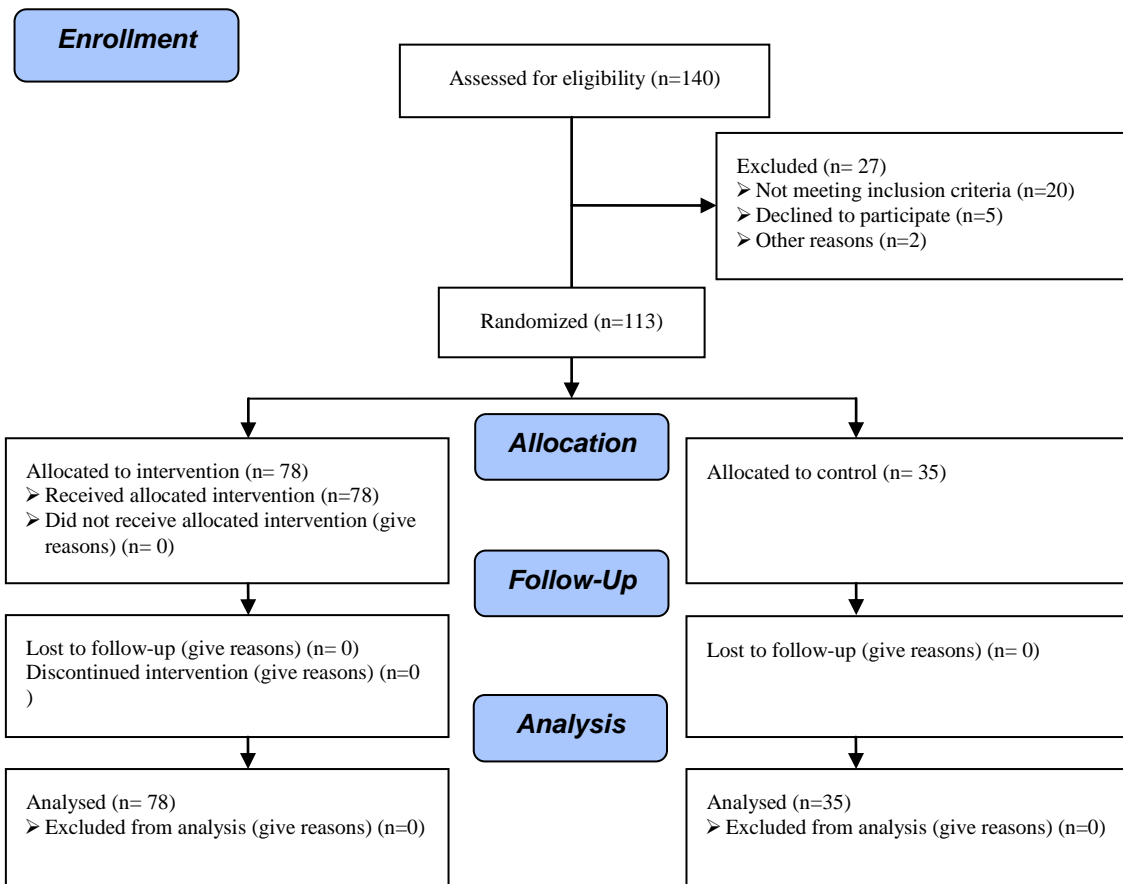 Enrollment
Assessed for eligibility (n=140)
Excluded (n= 27)
➢ Not meeting inclusion criteria (n=20)
➢ Declined to participate (n=5)
➢ Other reasons (n=2)
Randomized (n=113)
Allocation
Allocated to intervention (n= 78)
➢ Received allocated intervention (n=78)
➢ Did not receive allocated intervention (give
reasons) (n= 0)
Allocated to control (n= 35)
Follow-Up
Lost to follow-up (give reasons) (n= 0)
Discontinued intervention (give reasons) (n=0
)
Lost to follow-up (give reasons) (n= 0)
Analysis
Analysed (n= 78)
➢ Excluded from analysis (give reasons) (n=0)
Analysed (n=35)
➢ Excluded from analysis (give reasons) (n=0)